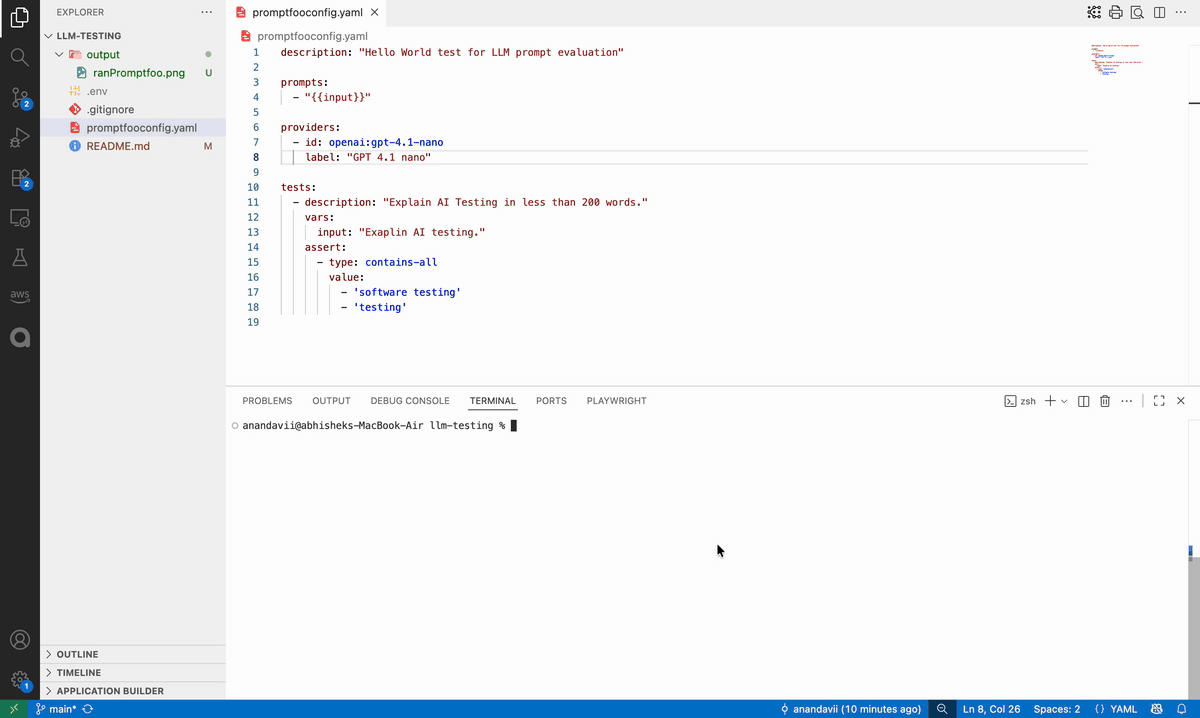 EXPLORER
LLM-TESTING
output
ranPromptfoo.png U
.env
.gitignore
promptfooconfig.yaml
README.md M
OUTLINE
TIMELINE
APPLICATION BUILDER
2
2
aws
1
promptfooconfig.yaml
promptfooconfig.yaml
1 description: "Hello World test for LLM prompt evaluation"
2
3 prompts:
4 - "{{input}}"
5
6 providers:
7 - id: openai:gpt-4.1-nano
8 label: "GPT 4.1 nano"
9
10 tests:
11 - description: "Explain AI Testing in less than 200 words."
12 vars:
13 input: "Exaplin AI testing."
14 assert:
15 - type: contains-all
16 value:
17 - 'software testing'
18 - 'testing'
19
PROBLEMS OUTPUT DEBUG CONSOLE TERMINAL PORTS PLAYWRIGHT
zsh
anandavii@abhisheks-MacBook-Air llm-testing %
main*
anandavii (10 minutes ago) Ln 8, Col 26 Spaces: 2 {} YAML